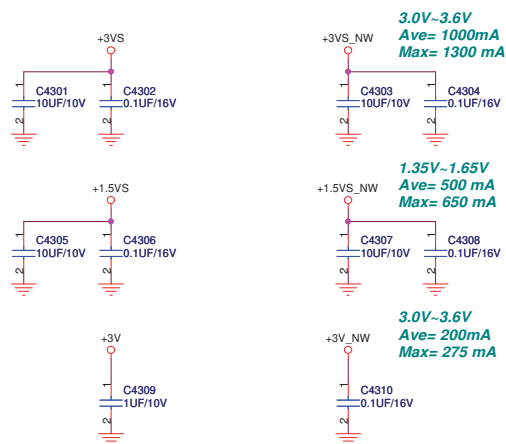 3.0V~3.6V
Ave= 1000mA
Max= 1300 mA
+3VS
+3VS_NW
1
C4301
10UF/10V
2
1
C4302
0.1UF/16V
2
1
C4303
10UF/10V
2
1
C4304
0.1UF/16V
2
1.35V~1.65V
Ave= 500 mA
Max= 650 mA
+1.5VS
+1.5VS_NW
1
C4305
10UF/10V
2
1
C4306
0.1UF/16V
2
1
C4307
10UF/10V
2
1
C4308
0.1UF/16V
2
3.0V~3.6V
Ave= 200mA
Max= 275 mA
+3V
+3V_NW
1
C4309
1UF/10V
2
1
C4310
0.1UF/16V
2